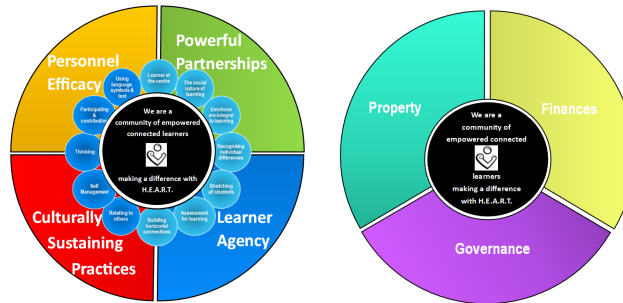 Personnel
Efficacy
Powerful
Partnerships
Learner at
the centre
The social
nature of
learning
Emotions
are integral
to learning
Recognising
individual
differences
Stretching
all students
Assessment
for learning
Building
horizontal
connections
Relating to
others
Self
Management
Thinking
Participating
& contributing
Using
language,
symbols &
text
We are a
community of empowered
connected learners
making a difference with
H.E.A.R.T.
Culturally
Sustaining
Practices
Learner
Agency
Property
Finances
We are a
community of
empowered connected
learners
making a difference
with H.E.A.R.T.
Governance